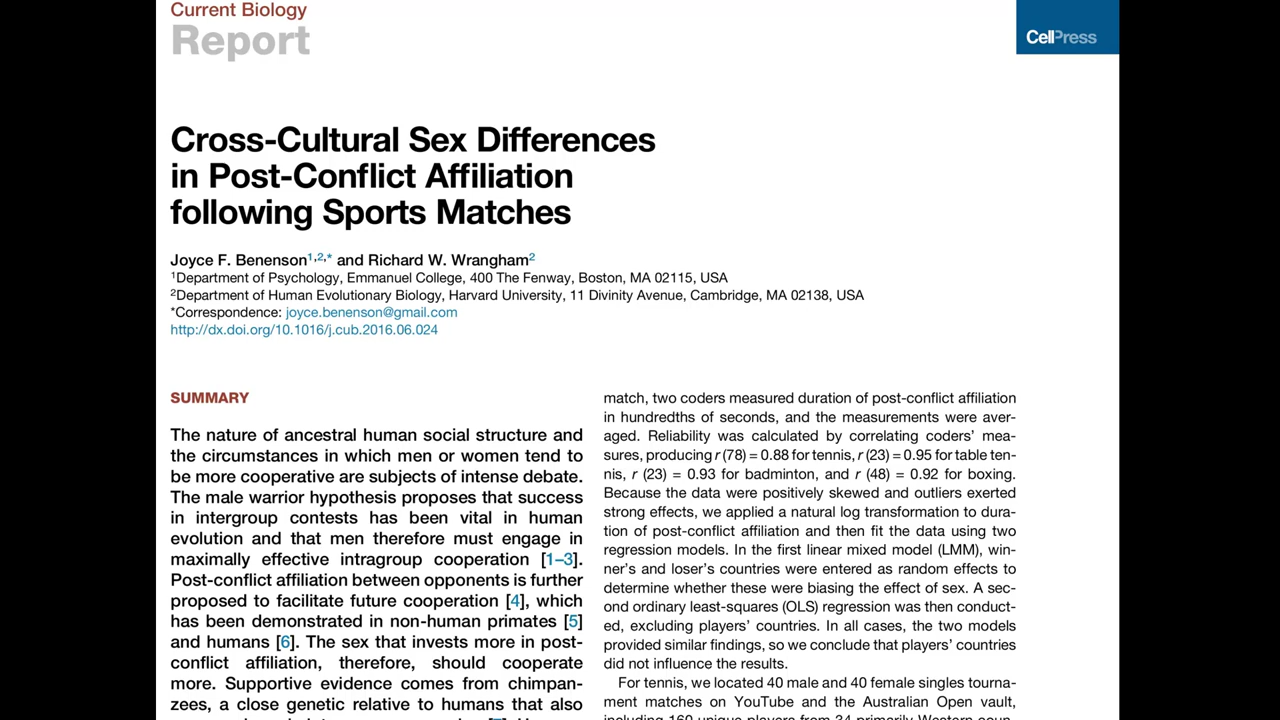 Current Biology
Report
CellPress
Cross-Cultural Sex Differences
in Post-Conflict Affiliation
following Sports Matches
Joyce F. Benenson1,2,* and Richard W. Wrangham2
1Department of Psychology, Emmanuel College, 400 The Fenway, Boston, MA 02115, USA
2Department of Human Evolutionary Biology, Harvard University, 11 Divinity Avenue, Cambridge, MA 02138, USA
*Correspondence: joyce.benenson@gmail.com
http://dx.doi.org/10.1016/j.cub.2016.06.024
SUMMARY
The nature of ancestral human social structure and
the circumstances in which men or women tend to
be more cooperative are subjects of intense debate.
The male warrior hypothesis proposes that success
in intergroup contests has been vital in human
evolution and that men therefore must engage in
maximally effective intragroup cooperation [1–3].
Post-conflict affiliation between opponents is further
proposed to facilitate future cooperation [4], which
has been demonstrated in non-human primates [5]
and humans [6]. The sex that invests more in post-
conflict affiliation, therefore, should cooperate
more. Supportive evidence comes from chimpan-
zees, a close genetic relative to humans that also
match, two coders measured duration of post-conflict affiliation
in hundredths of seconds, and the measurements were aver-
aged. Reliability was calculated by correlating coders' mea-
sures, producing r (78) = 0.88 for tennis, r (23) = 0.95 for table ten-
nis, r (23) = 0.93 for badminton, and r (48) = 0.92 for boxing.
Because the data were positively skewed and outliers exerted
strong effects, we applied a natural log transformation to dura-
tion of post-conflict affiliation and then fit the data using two
regression models. In the first linear mixed model (LMM), win-
ner's and loser's countries were entered as random effects to
determine whether these were biasing the effect of sex. A sec-
ond ordinary least-squares (OLS) regression was then conduct-
ed, excluding players' countries. In all cases, the two models
provided similar findings, so we conclude that players' countries
did not influence the results.
For tennis, we located 40 male and 40 female singles tourna-
ment matches on YouTube and the Australian Open vault,
including 160 unique players from 34 primarily Western coun-